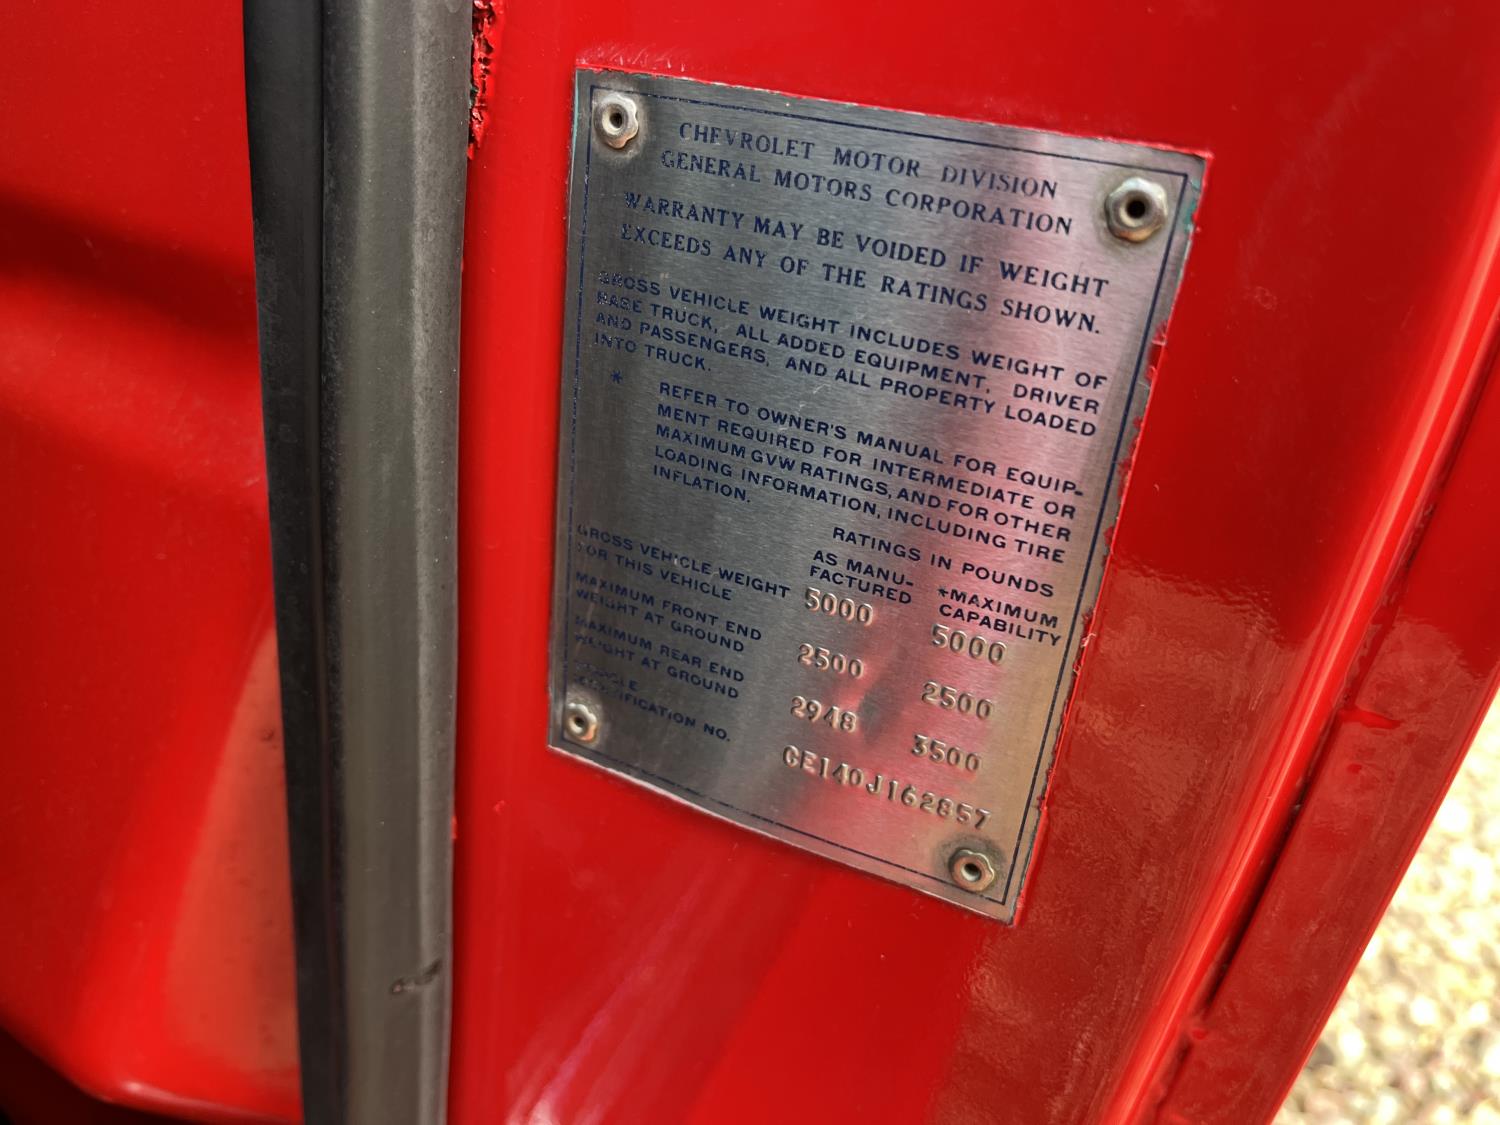 CHEVROLET MOTOR DIVISION
GENERAL MOTORS CORPORATION
WARRANTY MAY BE VOIDED IF WEIGHT
EXCEEDS ANY OF THE RATINGS SHOWN.
GROSS VEHICLE WEIGHT INCLUDES WEIGHT OF
BASE TRUCK, ALL ADDED EQUIPMENT, DRIVER
AND PASSENGERS, AND ALL PROPERTY LOADED
INTO TRUCK.
* REFER TO OWNER'S MANUAL FOR EQUIP-
MENT REQUIRED FOR INTERMEDIATE OR
MAXIMUM GVW RATINGS, AND FOR OTHER
LOADING INFORMATION, INCLUDING TIRE
INFLATION.
RATINGS IN POUNDS
AS MANU-
FACTURED
*MAXIMUM
CAPABILITY
GROSS VEHICLE WEIGHT
FOR THIS VEHICLE
5000 5000
MAXIMUM FRONT END
WEIGHT AT GROUND
2500 2500
MAXIMUM REAR END
WEIGHT AT GROUND
2948 3500
VEHICLE
IDENTIFICATION NO.
CE140J162857